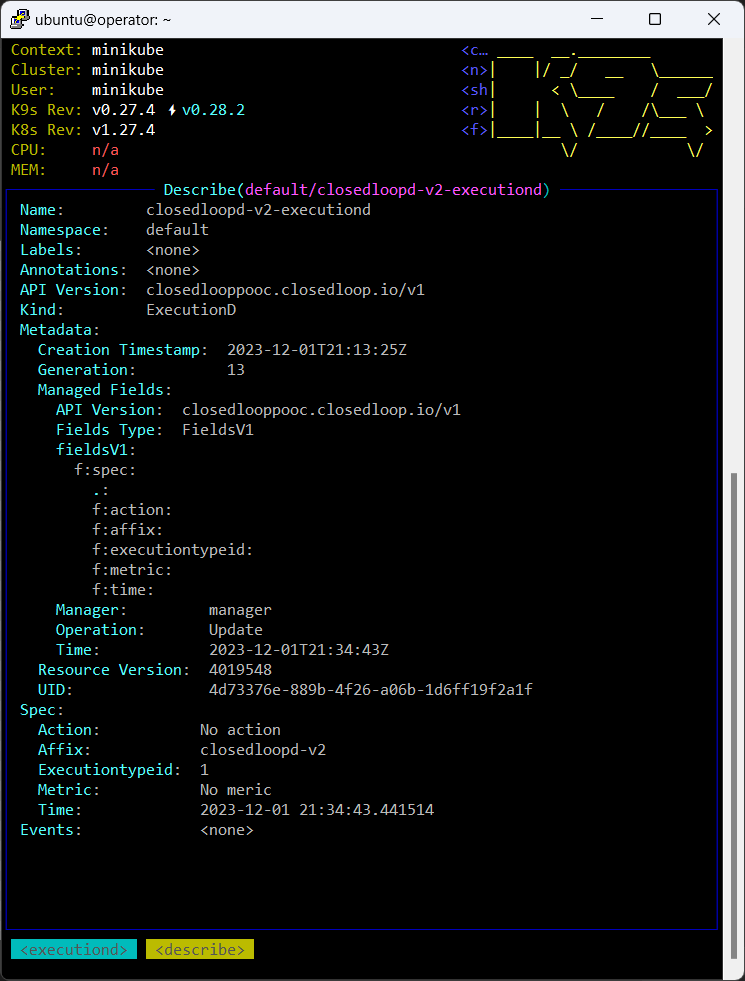 ubuntu@operator: ~
Context: minikube <c…
Cluster: minikube <n>
User: minikube <sh
K9s Rev: v0.27.4 ⚡v0.28.2 <r>
K8s Rev: v1.27.4 <f>
CPU: n/a
MEM: n/a
Describe(default/closedloopd-v2-executiond)
Name: closedloopd-v2-executiond
Namespace: default
Labels: <none>
Annotations: <none>
API Version: closedlooppooc.closedloop.io/v1
Kind: ExecutionD
Metadata:
Creation Timestamp: 2023-12-01T21:13:25Z
Generation: 13
Managed Fields:
API Version: closedlooppooc.closedloop.io/v1
Fields Type: FieldsV1
fieldsV1:
f:spec:
.:
f:action:
f:affix:
f:executiontypeid:
f:metric:
f:time:
Manager: manager
Operation: Update
Time: 2023-12-01T21:34:43Z
Resource Version: 4019548
UID: 4d73376e-889b-4f26-a06b-1d6ff19f2a1f
Spec:
Action: No action
Affix: closedloopd-v2
Executiontypeid: 1
Metric: No meric
Time: 2023-12-01 21:34:43.441514
Events: <none>
<executiond> <describe>